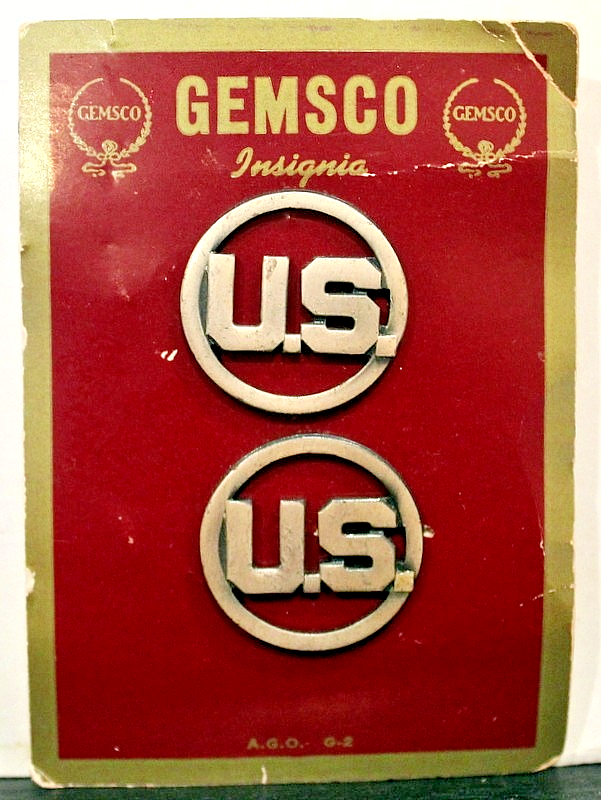 GEMSCO GEMSCO GEMSCO
Insignia
U.S.
U.S.
A.G.O. G-2